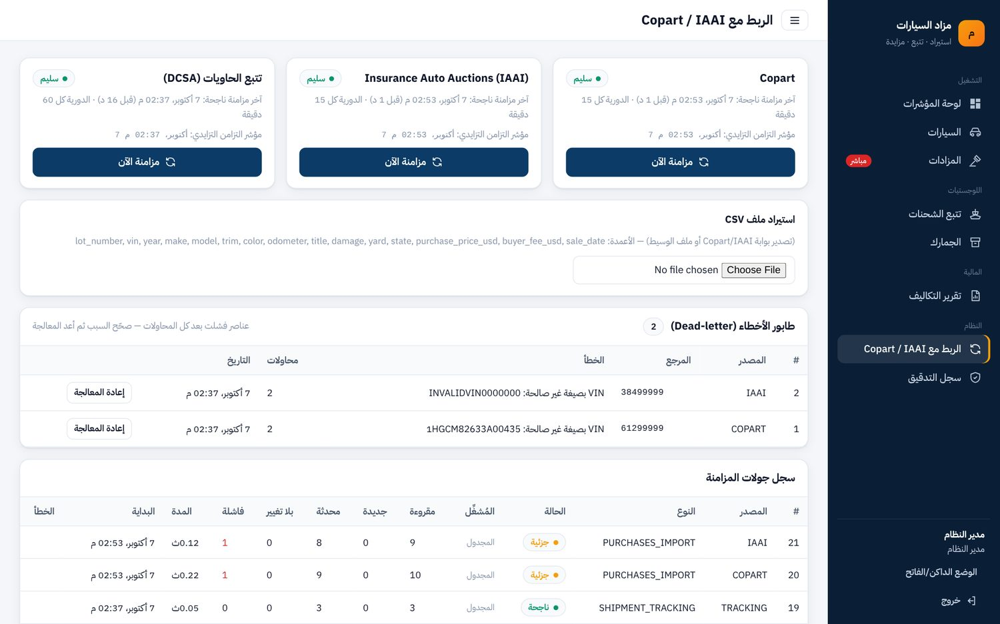 الربط مع Copart / IAAI
م
مزاد السيارات
استيراد · تتبع · مزايدة
التشغيل
لوحة المؤشرات
السيارات
المزادات
مباشر
اللوجستيات
تتبع الشحنات
الجمارك
المالية
تقرير التكاليف
النظام
الربط مع Copart / IAAI
سجل التدقيق
مدير النظام
مدير النظام
الوضع الداكن/الفاتح
خروج
Copart
سليم
آخر مزامنة ناجحة: 7 أكتوبر، 02:53 م (قبل 1 د) · الدورية كل 15
دقيقة
مؤشر التزامن التزايدي: 7 أكتوبر، 02:53 م
مزامنة الآن
Insurance Auto Auctions (IAAI)
سليم
آخر مزامنة ناجحة: 7 أكتوبر، 02:53 م (قبل 1 د) · الدورية كل 15
دقيقة
مؤشر التزامن التزايدي: 7 أكتوبر، 02:53 م
مزامنة الآن
تتبع الحاويات (DCSA)
سليم
آخر مزامنة ناجحة: 7 أكتوبر، 02:37 م (قبل 16 د) · الدورية كل 60
دقيقة
مؤشر التزامن التزايدي: 7 أكتوبر، 02:37 م
مزامنة الآن
استيراد ملف CSV
(تصدير بوابة Copart/IAAI أو ملف الوسيط) — الأعمدة: lot_number, vin, year, make, model, trim, color, odometer, title, damage, yard, state, purchase_price_usd, buyer_fee_usd, sale_date
Choose File No file chosen
طابور الأخطاء (Dead-letter) 2
عناصر فشلت بعد كل المحاولات — صحّح السبب ثم أعد المعالجة
# المصدر المرجع الخطأ محاولات التاريخ
2 IAAI 38499999 VIN بصيغة غير صالحة: INVALIDVIN0000000 2 7 أكتوبر، 02:37 م إعادة المعالجة
1 COPART 61299999 VIN بصيغة غير صالحة: 1HGCM82633A00435 2 7 أكتوبر، 02:37 م إعادة المعالجة
سجل جولات المزامنة
# المصدر النوع الحالة المُشغِّل مقروءة جديدة محدثة بلا تغيير فاشلة المدة البداية الخطأ
21 IAAI PURCHASES_IMPORT جزئية المجدول 9 0 8 0 1 0.12ث 7 أكتوبر، 02:53 م
20 COPART PURCHASES_IMPORT جزئية المجدول 10 0 9 0 1 0.22ث 7 أكتوبر، 02:53 م
19 TRACKING SHIPMENT_TRACKING ناجحة المجدول 3 0 3 0 0 0.05ث 7 أكتوبر، 02:37 م